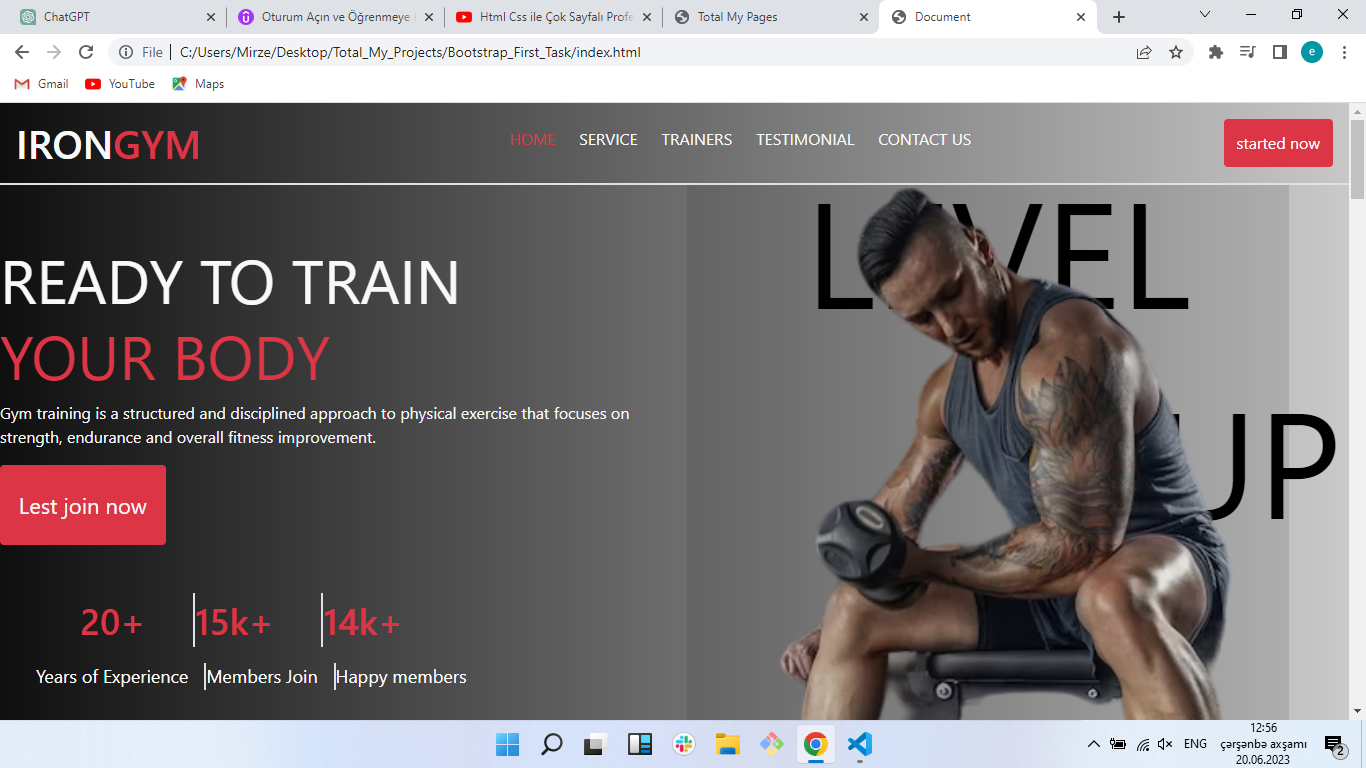 ChatGPT
Oturum Açın ve Öğrenmeye
Html Css ile Çok Sayfalı Profe
Total My Pages
Document
File
C:/Users/Mirze/Desktop/Total_My_Projects/Bootstrap_First_Task/index.html
e
Gmail
YouTube
Maps
IRONGYM
HOME
SERVICE
TRAINERS
TESTIMONIAL
CONTACT US
started now
LEVEL
UP
READY TO TRAIN
YOUR BODY
Gym training is a structured and disciplined approach to physical exercise that focuses on
strength, endurance and overall fitness improvement.
Lest join now
20+
15k+
14k+
Years of Experience
Members Join
Happy members
ENG
12:56
çərşənbə axşamı
20.06.2023
2